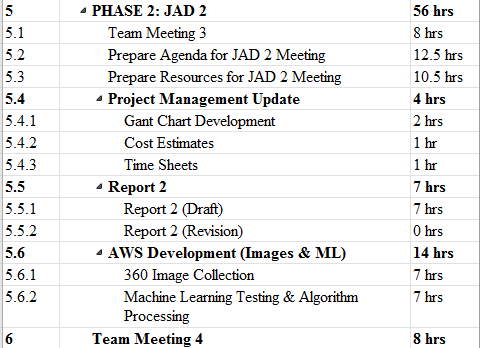 5 PHASE 2: JAD 2 56 hrs
5.1 Team Meeting 3 8 hrs
5.2 Prepare Agenda for JAD 2 Meeting 12.5 hrs
5.3 Prepare Resources for JAD 2 Meeting 10.5 hrs
5.4 Project Management Update 4 hrs
5.4.1 Gant Chart Development 2 hrs
5.4.2 Cost Estimates 1 hr
5.4.3 Time Sheets 1 hr
5.5 Report 2 7 hrs
5.5.1 Report 2 (Draft) 7 hrs
5.5.2 Report 2 (Revision) 0 hrs
5.6 AWS Development (Images & ML) 14 hrs
5.6.1 360 Image Collection 7 hrs
5.6.2 Machine Learning Testing & Algorithm 7 hrs
Processing
6 Team Meeting 4 8 hrs